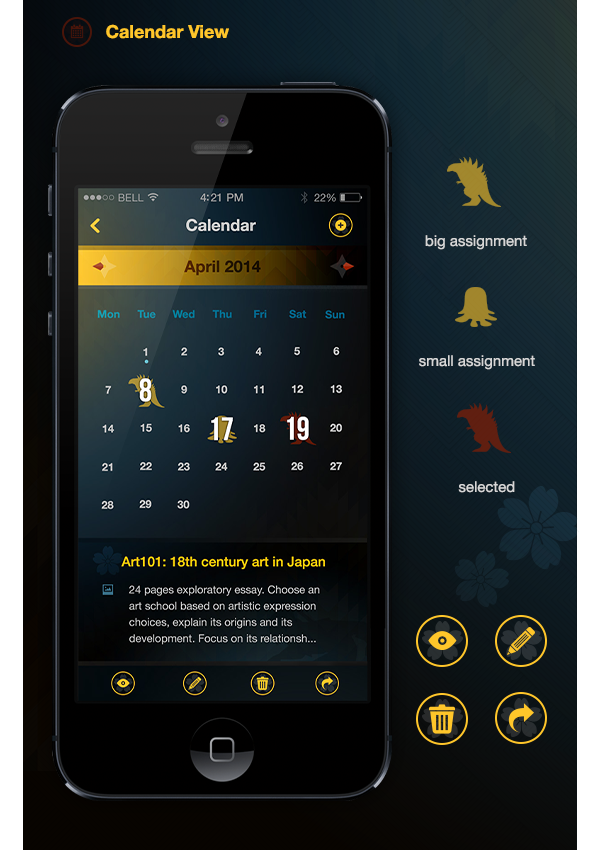 Calendar View
BELL 4:21 PM 22%
Calendar
April 2014
Mon Tue Wed Thu Fri Sat Sun
1 2 3 4 5 6
7 8 9 10 11 12 13
14 15 16 17 18 19 20
21 22 23 24 25 26 27
28 29 30
Art101: 18th century art in Japan
24 pages exploratory essay. Choose an
art school based on artistic expression
choices, explain its origins and its
development. Focus on its relationsh...
big assignment
small assignment
selected